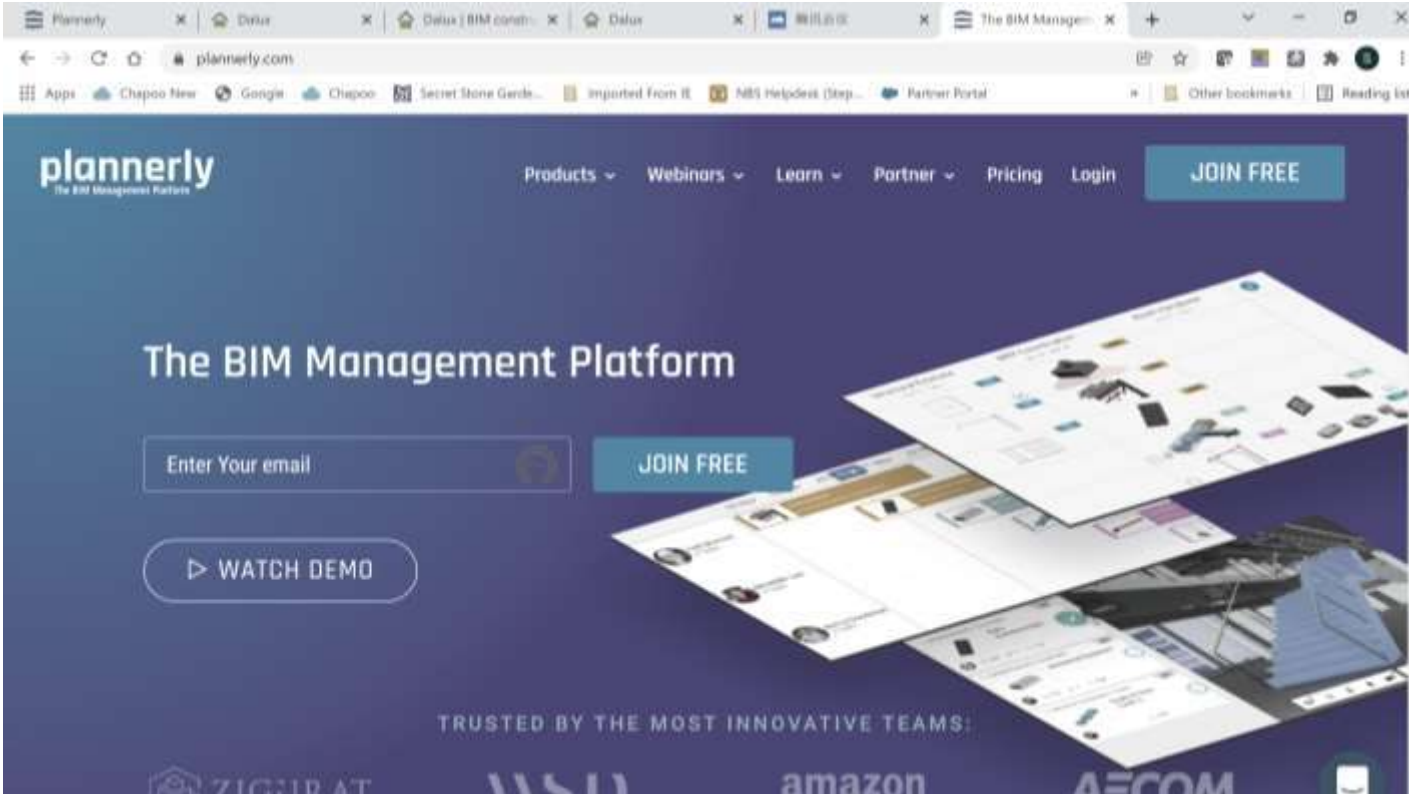 Plannerly
Dalux
Dalux | BIM constr
Dalux
The BIM Managem
plannerly.com
Apps
Chapoo New
Google
Chapoo
Secret Stone Garde...
Imported From IE
NBS Helpdesk (Step...
Partner Portal
»
Other bookmarks
Reading list
plannerly
The BIM Management Platform
Products
Webinars
Learn
Partner
Pricing
Login
JOIN FREE
The BIM Management Platform
Enter Your email
JOIN FREE
WATCH DEMO
TRUSTED BY THE MOST INNOVATIVE TEAMS:
ZIGURAT
wsp
amazon
AECOM